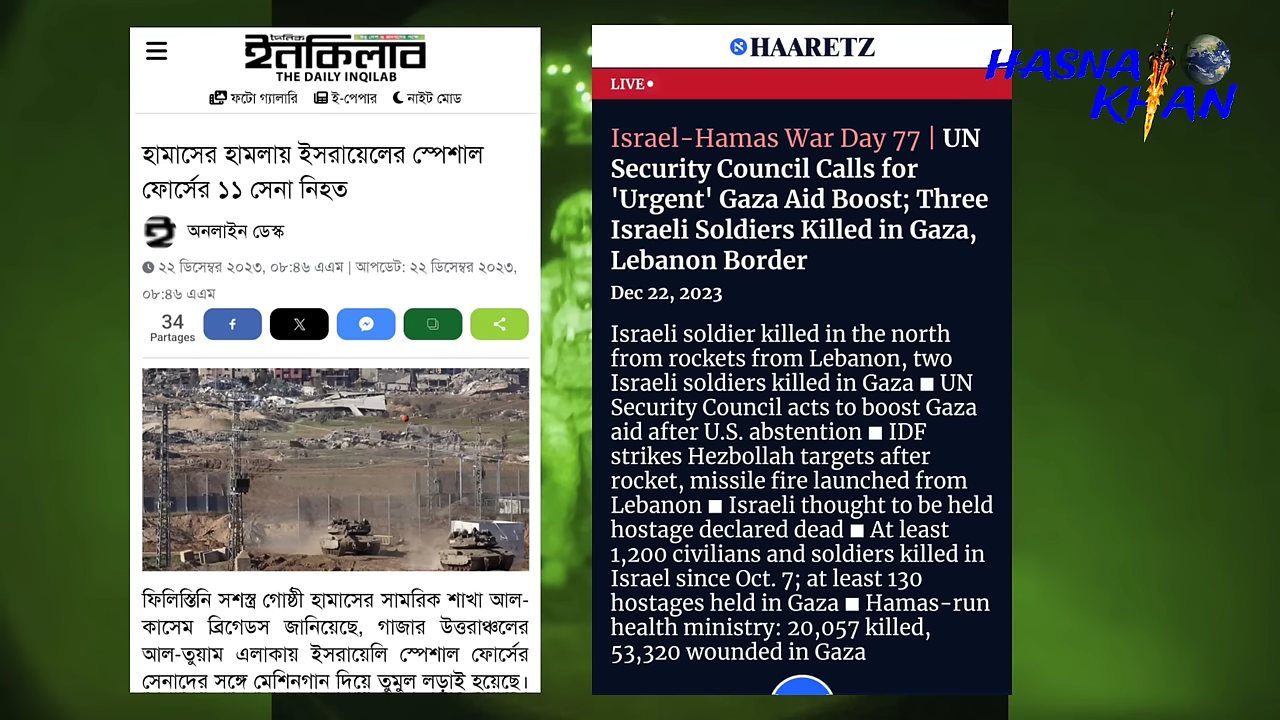 দৈনিক
ইনকিলাব
THE DAILY INQILAB
ফটো গ্যালারি ই-পেপার নাইট মোড
হামাসের হামলায় ইসরায়েলের স্পেশাল
ফোর্সের ১১ সেনা নিহত
অনলাইন ডেস্ক
২২ ডিসেম্বর ২০২৩, ০৮:৪৬ এএম | আপডেট: ২২ ডিসেম্বর ২০২৩,
০৮:৪৬ এএম
34
Partages
ফিলিস্তিনি সশস্ত্র গোষ্ঠী হামাসের সামরিক শাখা আল-
কাসেম ব্রিগেডস জানিয়েছে, গাজার উত্তরাঞ্চলের
আল-তুয়াম এলাকায় ইসরায়েলি স্পেশাল ফোর্সের
সেনাদের সঙ্গে মেশিনগান দিয়ে তুমুল লড়াই হয়েছে।
HAARETZ
LIVE
Israel-Hamas War Day 77 | UN
Security Council Calls for
'Urgent' Gaza Aid Boost; Three
Israeli Soldiers Killed in Gaza,
Lebanon Border
Dec 22, 2023
Israeli soldier killed in the north
from rockets from Lebanon, two
Israeli soldiers killed in Gaza ■ UN
Security Council acts to boost Gaza
aid after U.S. abstention ■ IDF
strikes Hezbollah targets after
rocket, missile fire launched from
Lebanon ■ Israeli thought to be held
hostage declared dead ■ At least
1,200 civilians and soldiers killed in
Israel since Oct. 7; at least 130
hostages held in Gaza ■ Hamas-run
health ministry: 20,057 killed,
53,320 wounded in Gaza
HASNA
KHAN